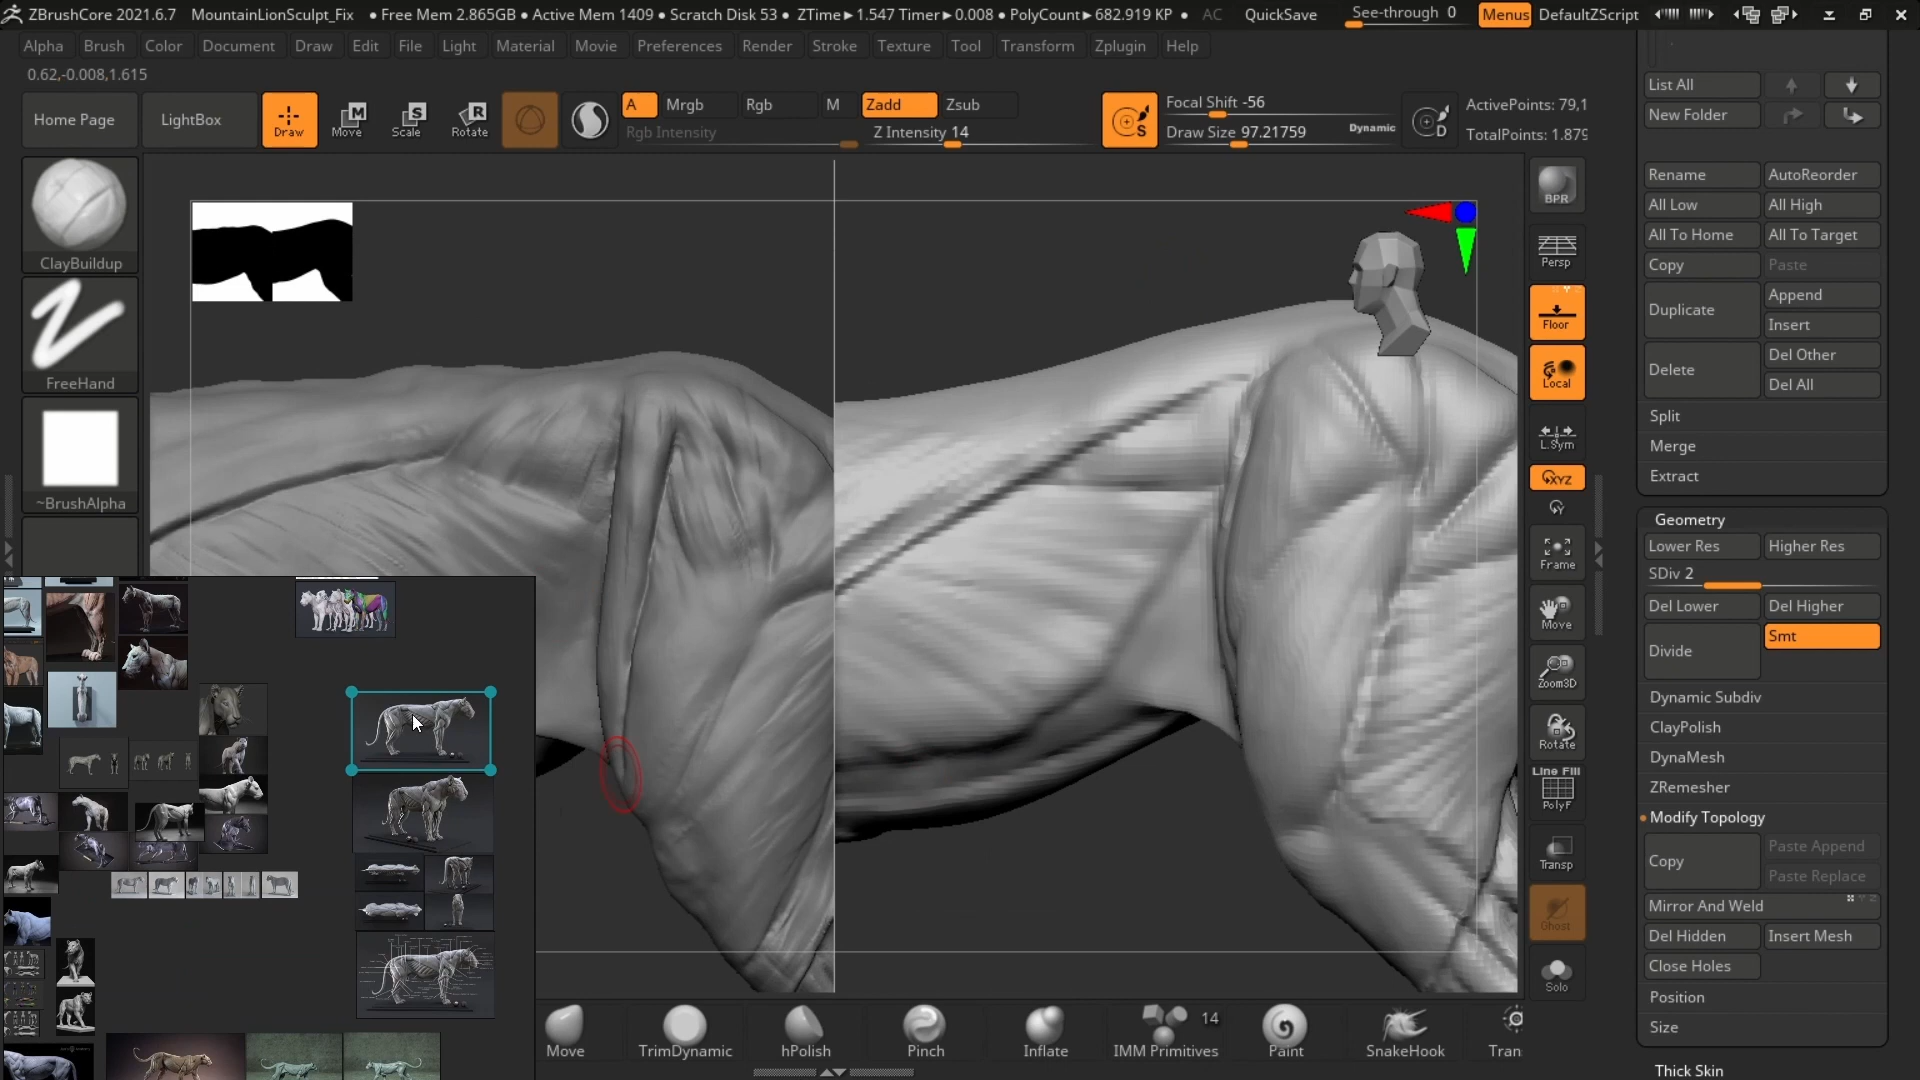 ZBrushCore 2021.6.7 MountainLionSculpt_Fix ● Free Mem 2.865GB ● Active Mem 1409 ● Scratch Disk 53 ● ZTime►1.547 Timer►0.008 ● PolyCount►682.919 KP ● AC QuickSave See-through 0 Menus DefaultZScript
Alpha Brush Color Document Draw Edit File Light Material Movie Preferences Render Stroke Texture Tool Transform Zplugin Help
0.62,-0.008,1.615
Home Page LightBox Draw Move Scale Rotate
A Mrgb Rgb M Zadd Zsub
Rgb Intensity Z Intensity 14
Focal Shift -56
Draw Size 97.21759 Dynamic
ActivePoints: 79,1
TotalPoints: 1.879
ClayBuildup
FreeHand
~BrushAlpha
BPR
Persp
Floor
Local
L.Sym
XYZ
Frame
Move
Zoom3D
Rotate
Line Fill
PolyF
Transp
Ghost
Solo
Move TrimDynamic hPolish Pinch Inflate IMM Primitives 14 Paint SnakeHook Tran
List All
New Folder
Rename AutoReorder
All Low All High
All To Home All To Target
Copy Paste
Duplicate Append
Insert
Delete Del Other
Del All
Split
Merge
Extract
Geometry
Lower Res Higher Res
SDiv 2
Del Lower Del Higher
Divide Smt
Dynamic Subdiv
ClayPolish
DynaMesh
ZRemesher
Modify Topology
Copy Paste Append
Paste Replace
Mirror And Weld
Del Hidden Insert Mesh
Close Holes
Position
Size
Thick Skin